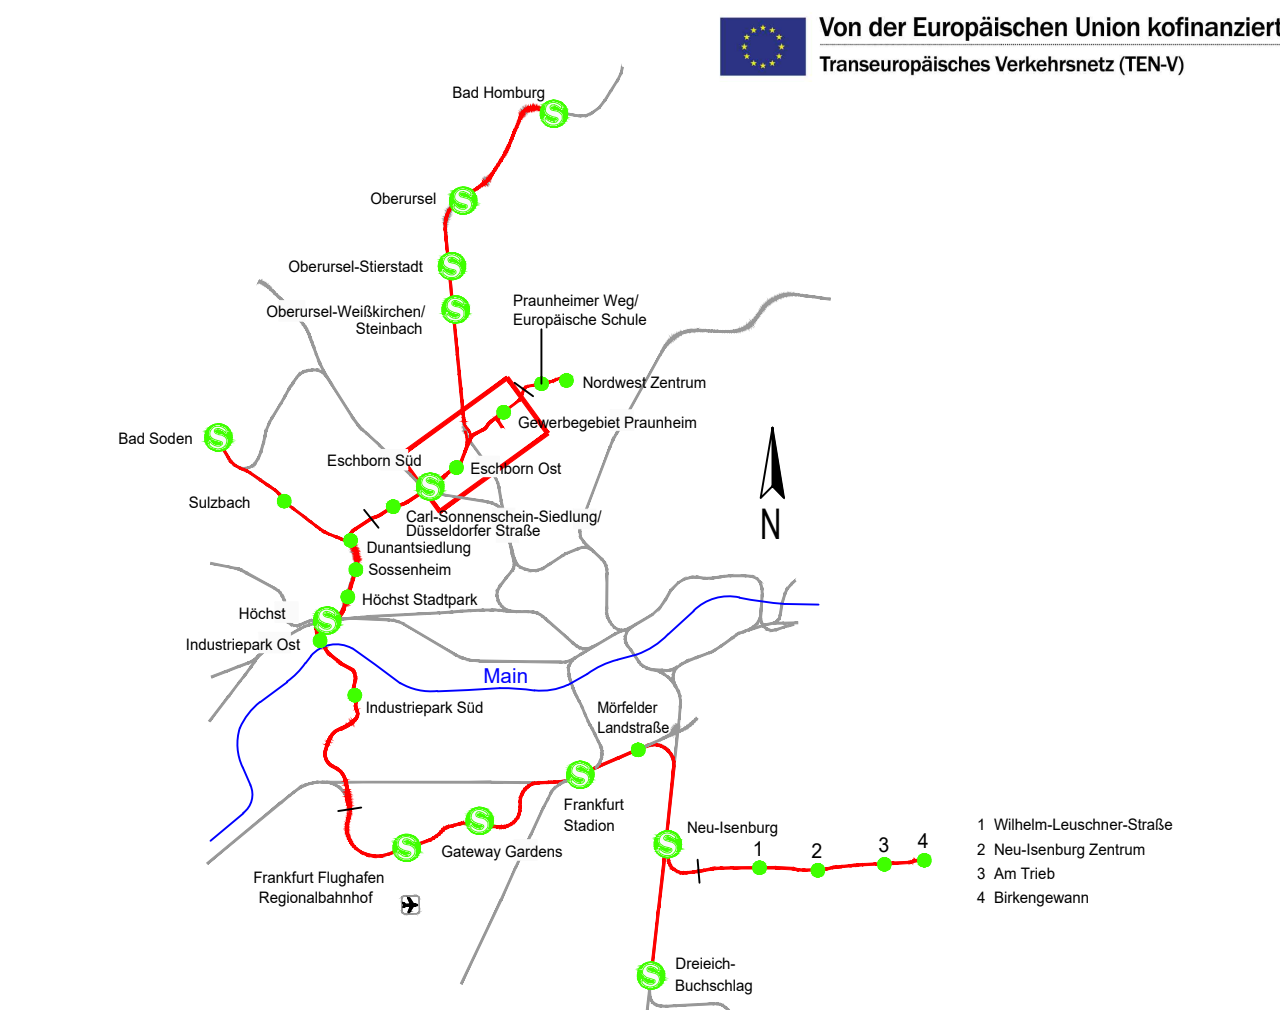 Von der Europäischen Union kofinanziert
Transeuropäisches Verkehrsnetz (TEN-V)
Bad Homburg
S
Oberursel
S
Oberursel-Stierstadt
S
Oberursel-Weißkirchen/
Steinbach
S
Praunheimer Weg/
Europäische Schule
Nordwest Zentrum
Gewerbegebiet Praunheim
Bad Soden
S
Eschborn Süd
S
Eschborn Ost
Sulzbach
Carl-Sonnenschein-Siedlung/
Düsseldorfer Straße
N
Dunantsiedlung
Sossenheim
Höchst Stadtpark
Höchst
S
Industriepark Ost
Main
Industriepark Süd
Mörfelder
Landstraße
S
Frankfurt
Stadion
S
Gateway Gardens
S
Frankfurt Flughafen
Regionalbahnhof
Neu-Isenburg
S
1
2
3
4
1 Wilhelm-Leuschner-Straße
2 Neu-Isenburg Zentrum
3 Am Trieb
4 Birkengewann
S
Dreieich-
Buchschlag